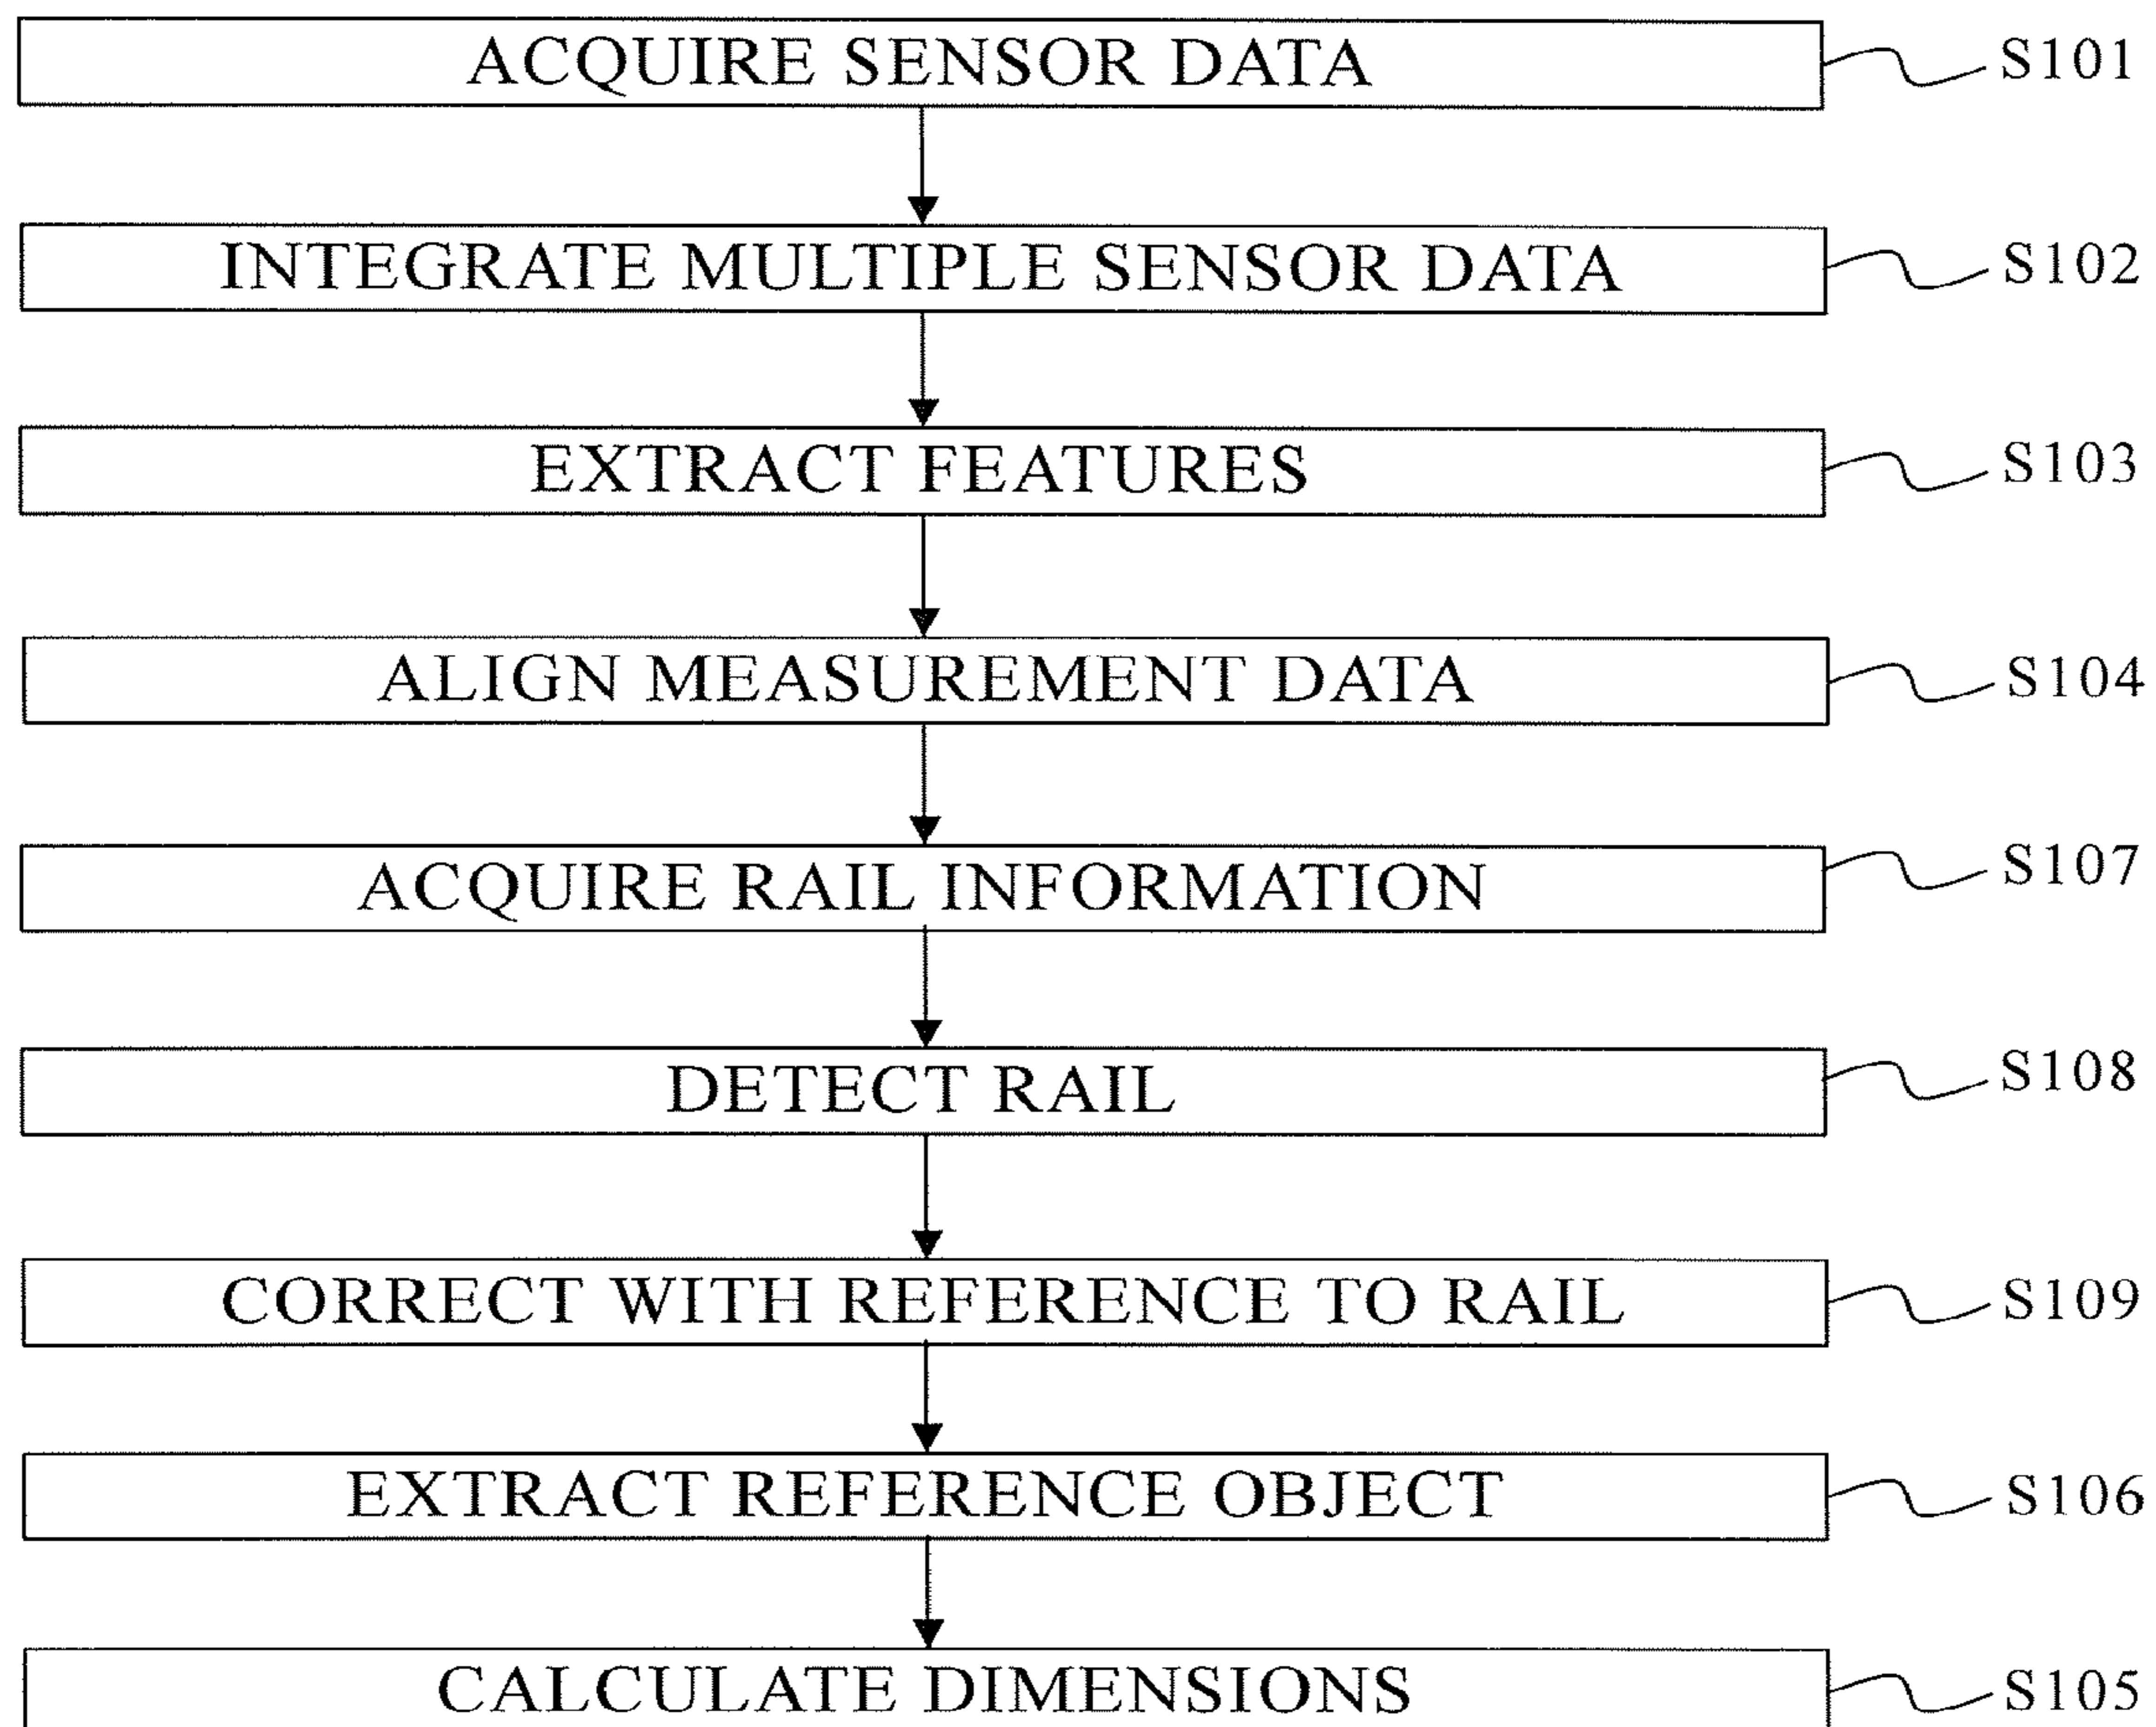 ACQUIRE SENSOR DATA S101
INTEGRATE MULTIPLE SENSOR DATA S102
EXTRACT FEATURES S103
ALIGN MEASUREMENT DATA S104
ACQUIRE RAIL INFORMATION S107
DETECT RAIL S108
CORRECT WITH REFERENCE TO RAIL S109
EXTRACT REFERENCE OBJECT S106
CALCULATE DIMENSIONS S105